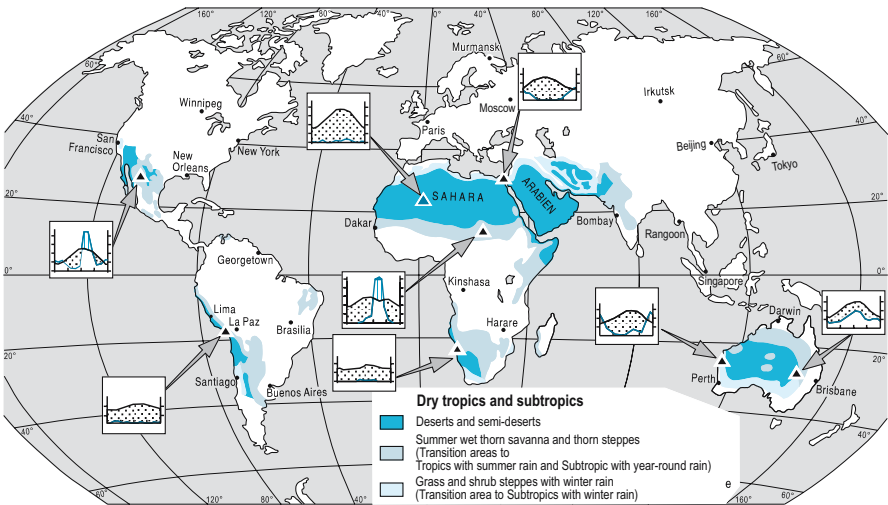 160°
120°
80°
40°
0°
40°
80°
120°
160°
60°
60°
Murmansk
Irkutsk
Winnipeg
Moscow
Paris
40°
San
Francisco
New York
New
Orleans
Beijing
Tokyo
40°
SAHARA
ARABIEN
20°
20°
Dakar
Bombay
Rangoon
Georgetown
0°
Kinshasa
Singapore
0°
Lima
La Paz
Brasilia
Harare
Darwin
20°
20°
Santiago
Buenos Aires
Perth
Brisbane
Dry tropics and subtropics
Deserts and semi-deserts
Summer wet thorn savanna and thorn steppes
(Transition areas to
Tropics with summer rain and Subtropic with year-round rain)
Grass and shrub steppes with winter rain
(Transition area to Subtropics with winter rain)
e
40°
40°
60°
120°
80°
160°
60°